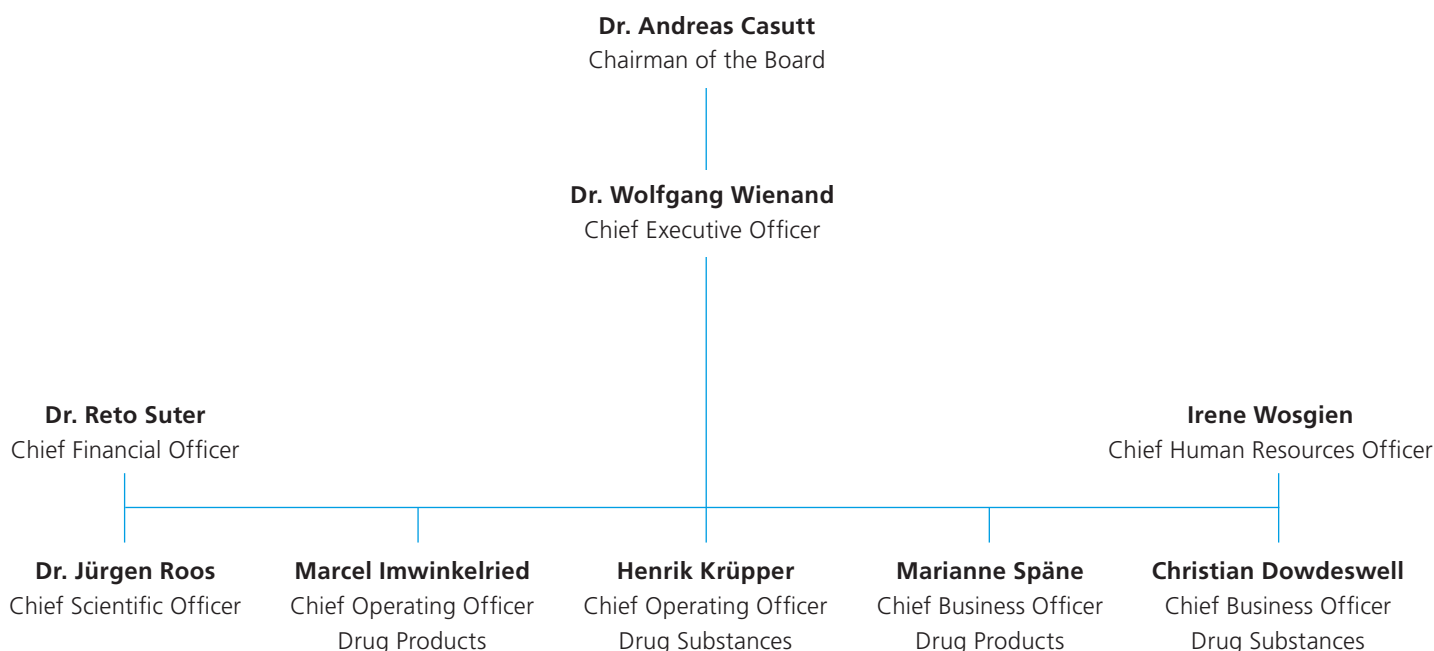 Dr. Andreas Casutt
Chairman of the Board
Dr. Wolfgang Wienand
Chief Executive Officer
Dr. Reto Suter
Chief Financial Officer
Irene Wosgien
Chief Human Resources Officer
Dr. Jürgen Roos
Chief Scientific Officer
Marcel Imwinkelried
Chief Operating Officer
Drug Products
Henrik Krüpper
Chief Operating Officer
Drug Substances
Marianne Späne
Chief Business Officer
Drug Products
Christian Dowdeswell
Chief Business Officer
Drug Substances